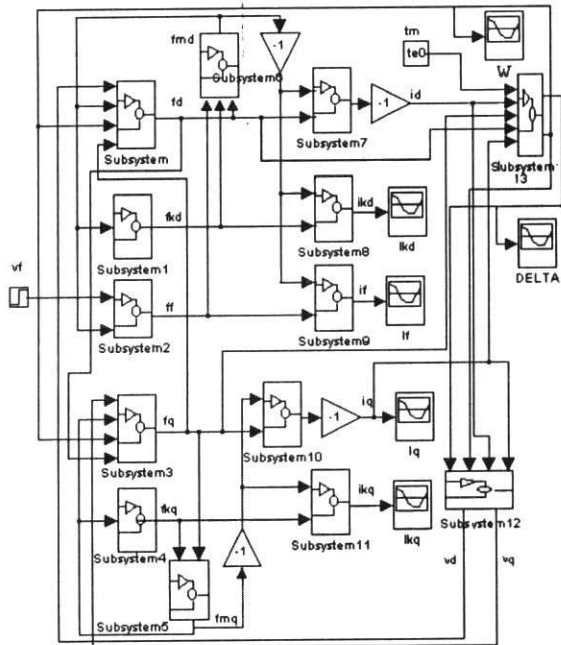 fmd
-1
tm
te0
W
Subsystem6
fd
id
-1
Subsystem
Subsystem7
Subsystem
13
fkd
ikd
Subsystem1
Subsystem8
Ikd
vf
DELTA
ff
if
Subsystem2
Subsystem9
If
fq
iq
-1
Subsystem3
Subsystem10
Iq
fkq
ikq
Subsystem12
Subsystem4
-1
Subsystem11
Ikq
vd
vq
Subsystem5
fmq